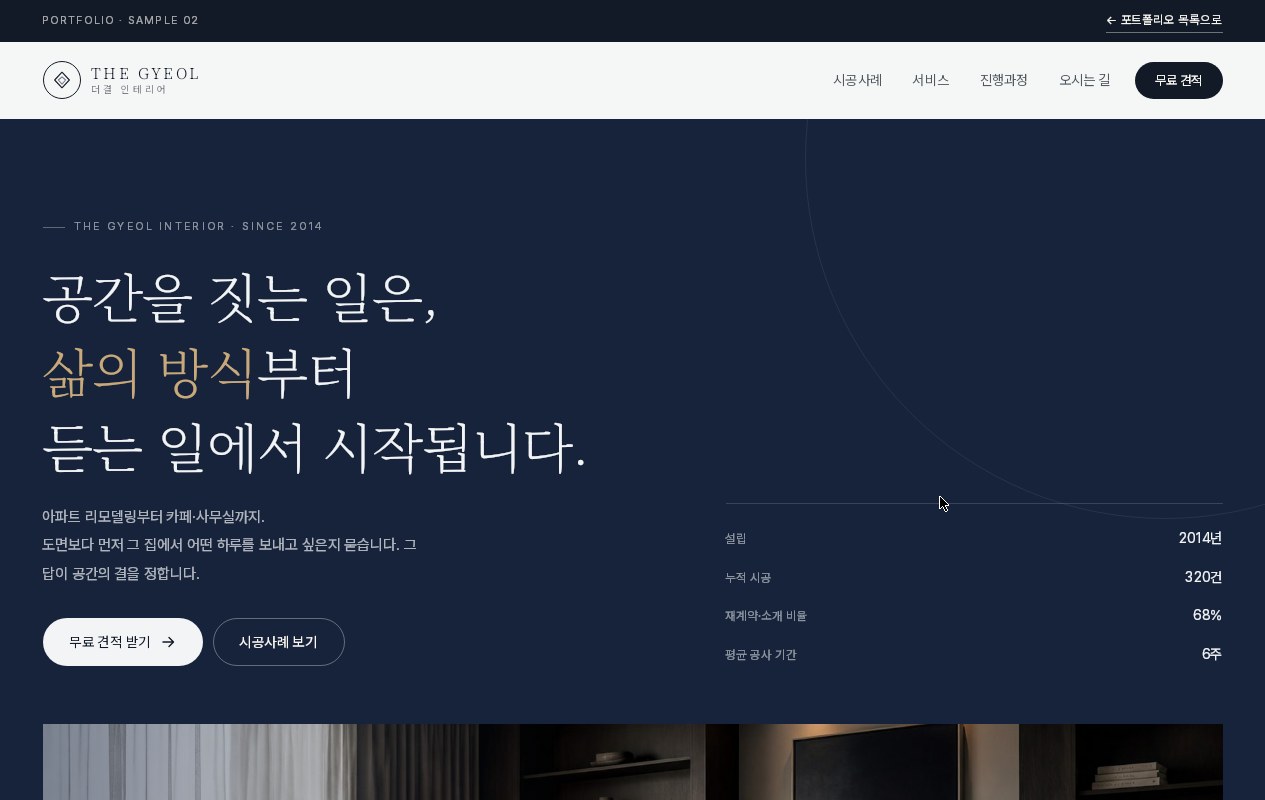 PORTFOLIO · SAMPLE 02
← 포트폴리오 목록으로
THE GYEOL
더결 인테리어
시공사례
서비스
진행과정
오시는 길
무료 견적
THE GYEOL INTERIOR · SINCE 2014
공간을 짓는 일은,
삶의 방식부터
듣는 일에서 시작됩니다.
아파트 리모델링부터 카페·사무실까지.
도면보다 먼저 그 집에서 어떤 하루를 보내고 싶은지 묻습니다. 그
답이 공간의 결을 정합니다.
무료 견적 받기 →
시공사례 보기
설립 2014년
누적 시공 320건
재계약·소개 비율 68%
평균 공사 기간 6주